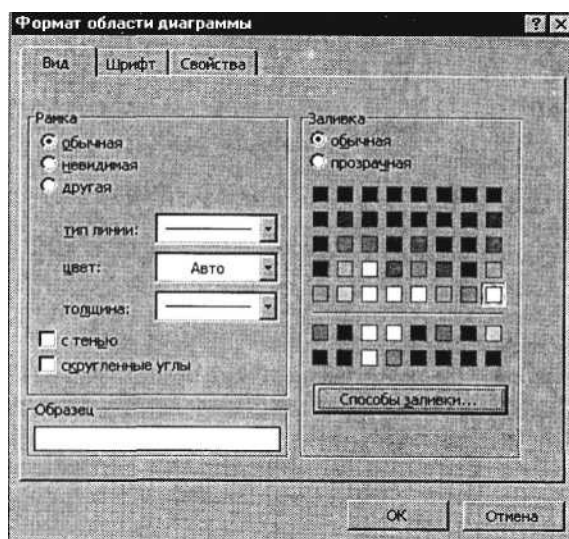 Формат области диаграммы
Вид Шрифт Свойства
Рамка
обычная
невидимая
другая
тип линии:
цвет: Авто
толщина:
с тенью
скругленные углы
Образец
Заливка
обычная
прозрачная
Способы заливки...
ОК Отмена